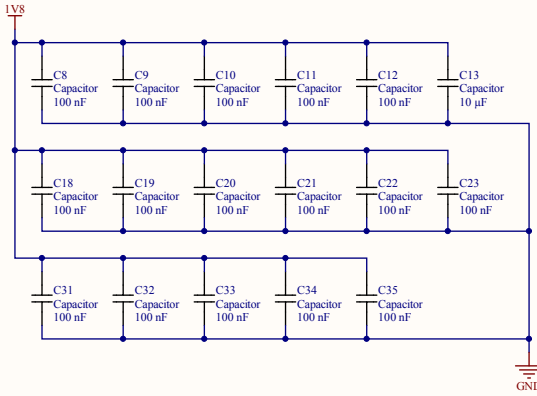 1V8
C8
Capacitor
100 nF
C9
Capacitor
100 nF
C10
Capacitor
100 nF
C11
Capacitor
100 nF
C12
Capacitor
100 nF
C13
Capacitor
10 µF
C18
Capacitor
100 nF
C19
Capacitor
100 nF
C20
Capacitor
100 nF
C21
Capacitor
100 nF
C22
Capacitor
100 nF
C23
Capacitor
100 nF
C31
Capacitor
100 nF
C32
Capacitor
100 nF
C33
Capacitor
100 nF
C34
Capacitor
100 nF
C35
Capacitor
100 nF
GND